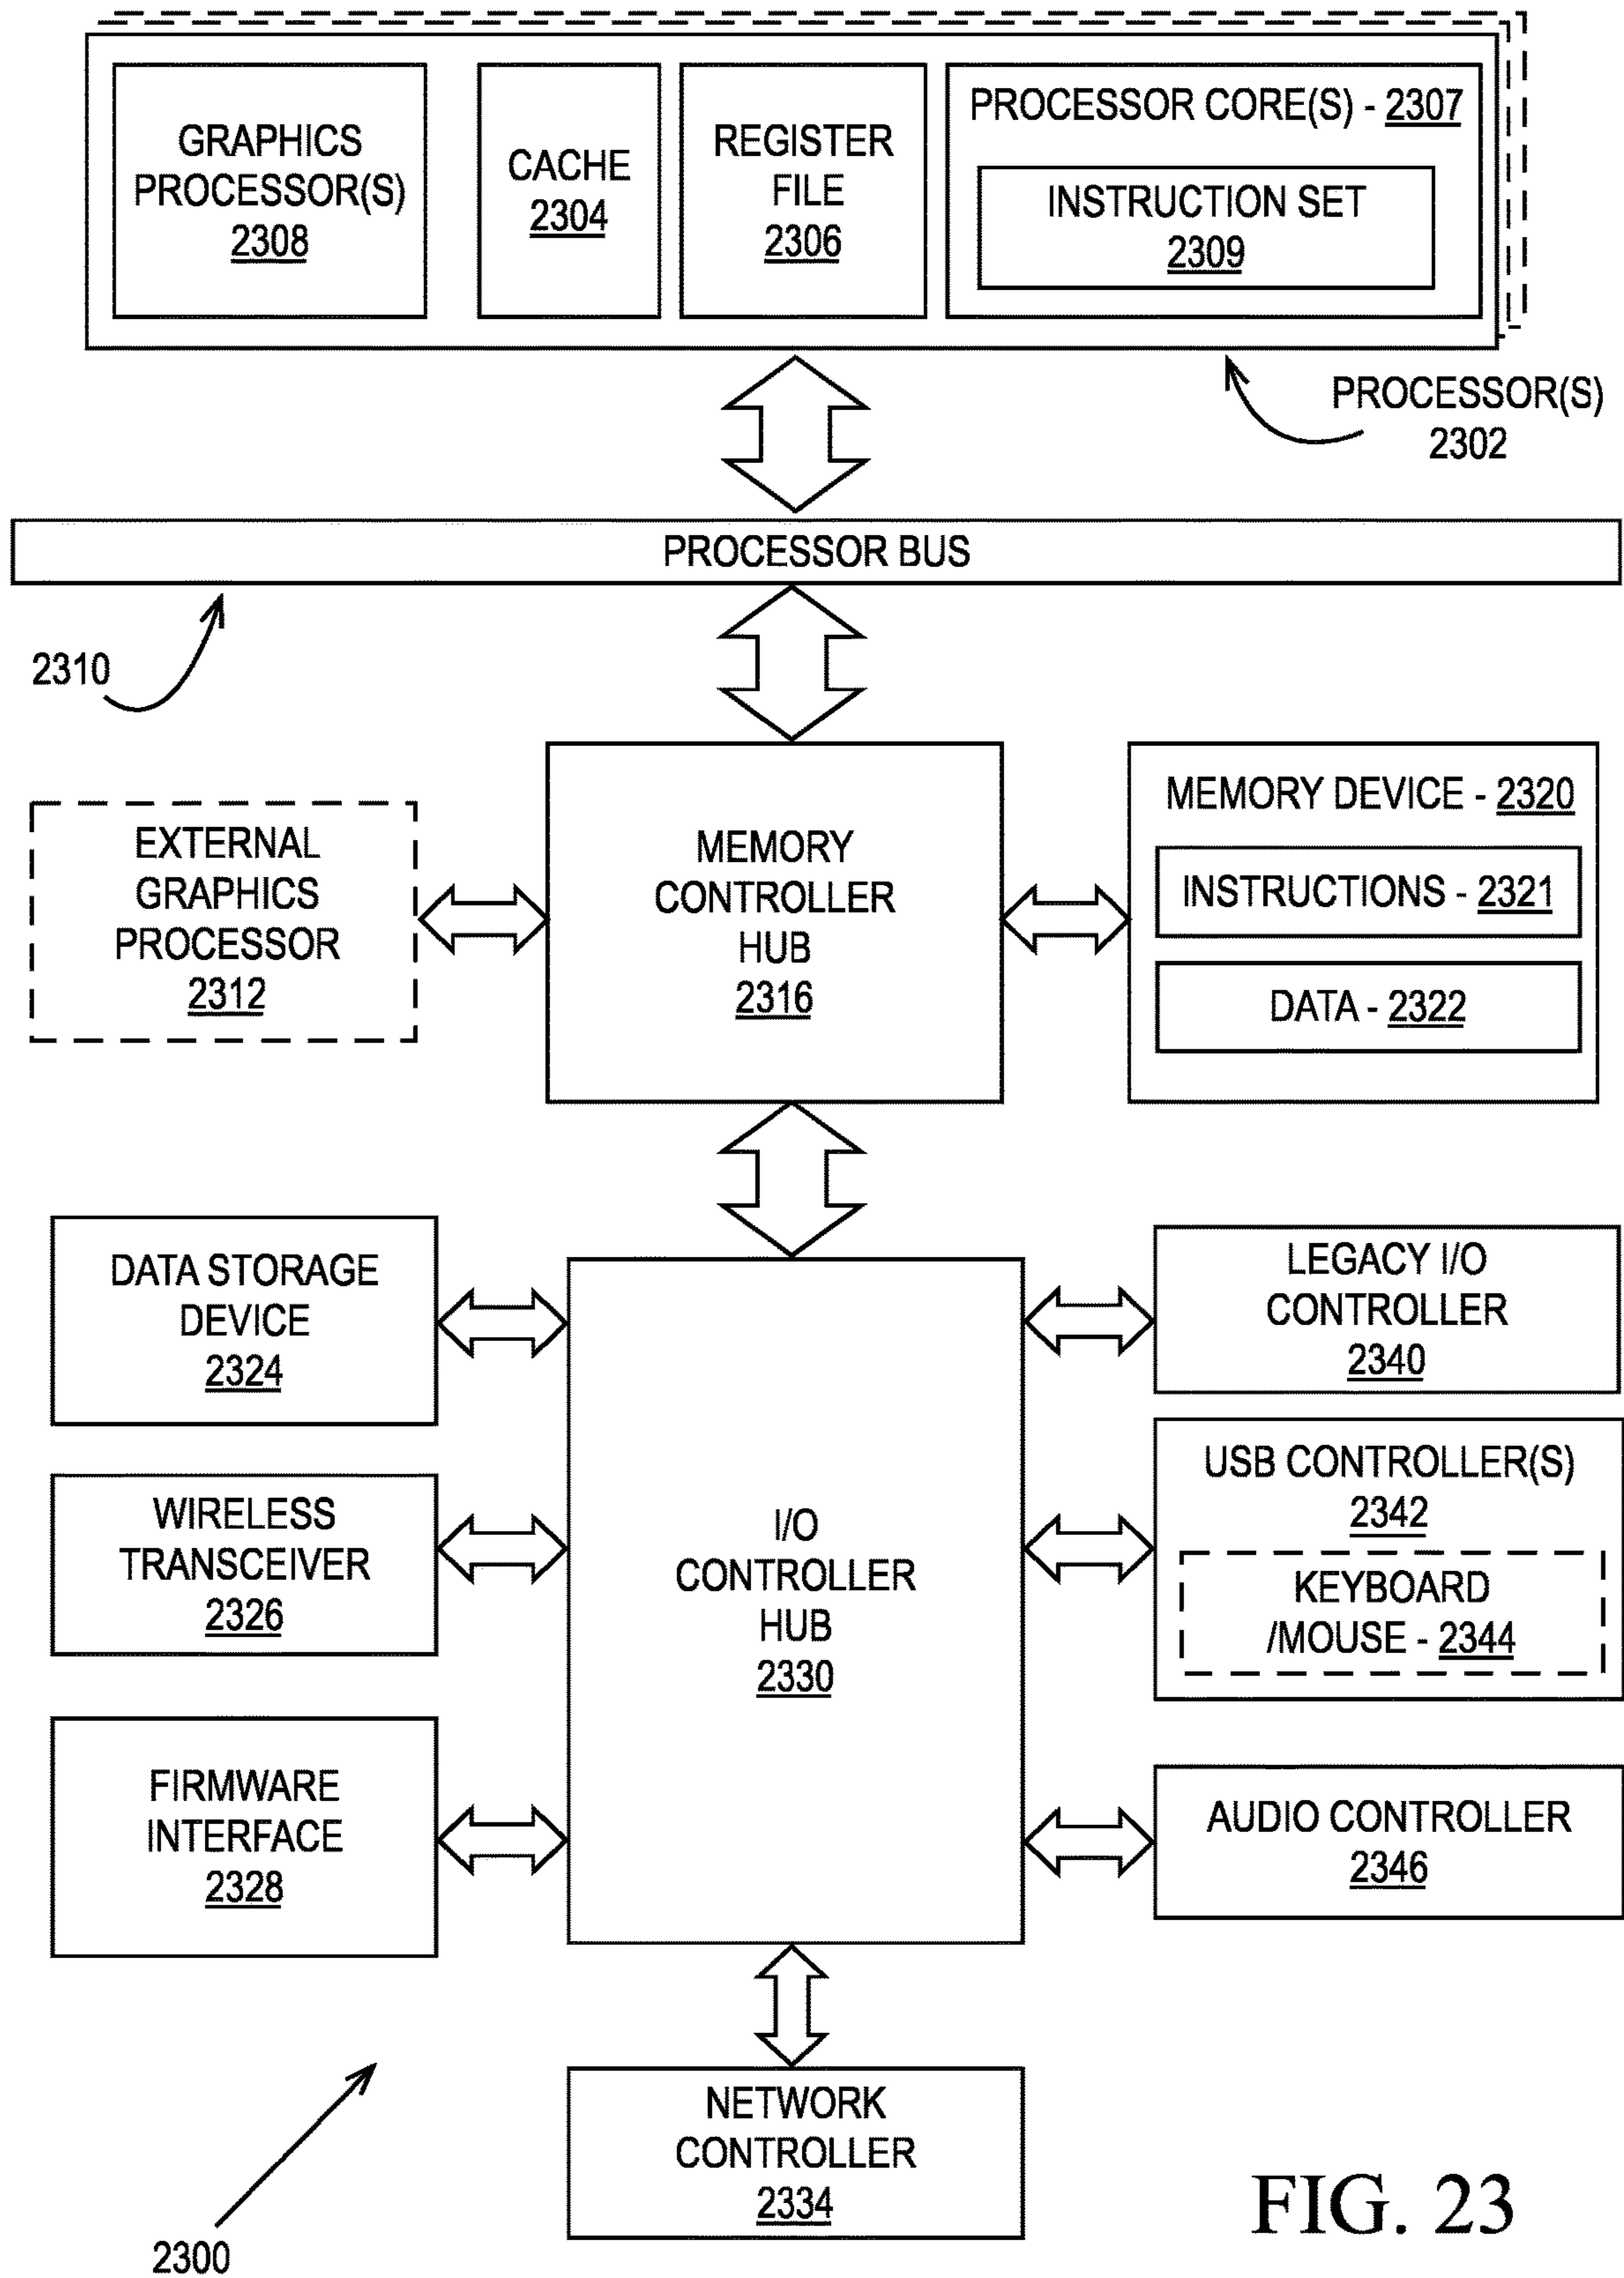 GRAPHICS
PROCESSOR(S)
2308
CACHE
2304
REGISTER
FILE
2306
PROCESSOR CORE(S) - 2307
INSTRUCTION SET
2309
PROCESSOR(S)
2302
PROCESSOR BUS
2310
EXTERNAL
GRAPHICS
PROCESSOR
2312
MEMORY
CONTROLLER
HUB
2316
MEMORY DEVICE - 2320
INSTRUCTIONS - 2321
DATA - 2322
DATA STORAGE
DEVICE
2324
WIRELESS
TRANSCEIVER
2326
FIRMWARE
INTERFACE
2328
I/O
CONTROLLER
HUB
2330
LEGACY I/O
CONTROLLER
2340
USB CONTROLLER(S)
2342
KEYBOARD
/MOUSE - 2344
AUDIO CONTROLLER
2346
NETWORK
CONTROLLER
2334
2300
FIG. 23